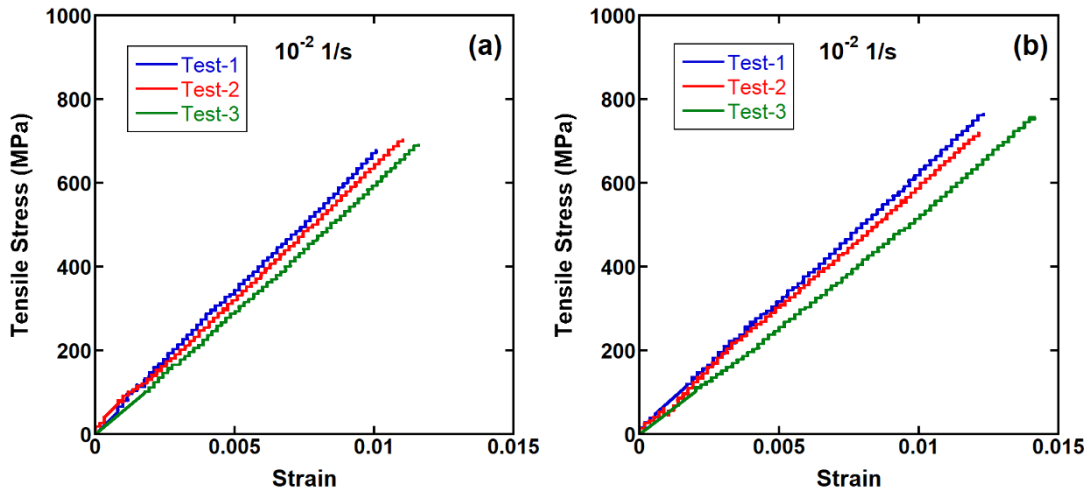 1000
800
600
400
200
0
Tensile Stress (MPa)
10⁻² 1/s
(a)
Test-1
Test-2
Test-3
0
0.005
0.01
0.015
Strain
1000
800
600
400
200
0
Tensile Stress (MPa)
10⁻² 1/s
(b)
Test-1
Test-2
Test-3
0
0.005
0.01
0.015
Strain